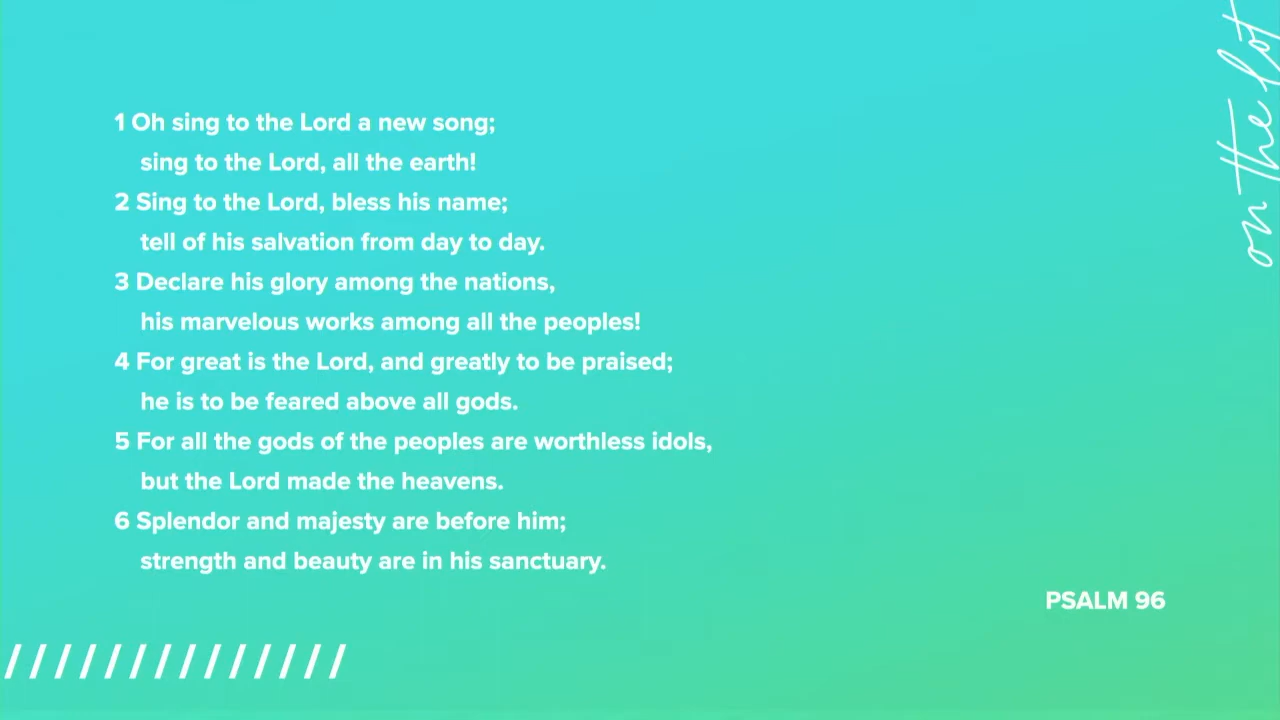 1 Oh sing to the Lord a new song;
sing to the Lord, all the earth!
2 Sing to the Lord, bless his name;
tell of his salvation from day to day.
3 Declare his glory among the nations,
his marvelous works among all the peoples!
4 For great is the Lord, and greatly to be praised;
he is to be feared above all gods.
5 For all the gods of the peoples are worthless idols,
but the Lord made the heavens.
6 Splendor and majesty are before him;
strength and beauty are in his sanctuary.
PSALM 96
on the lot